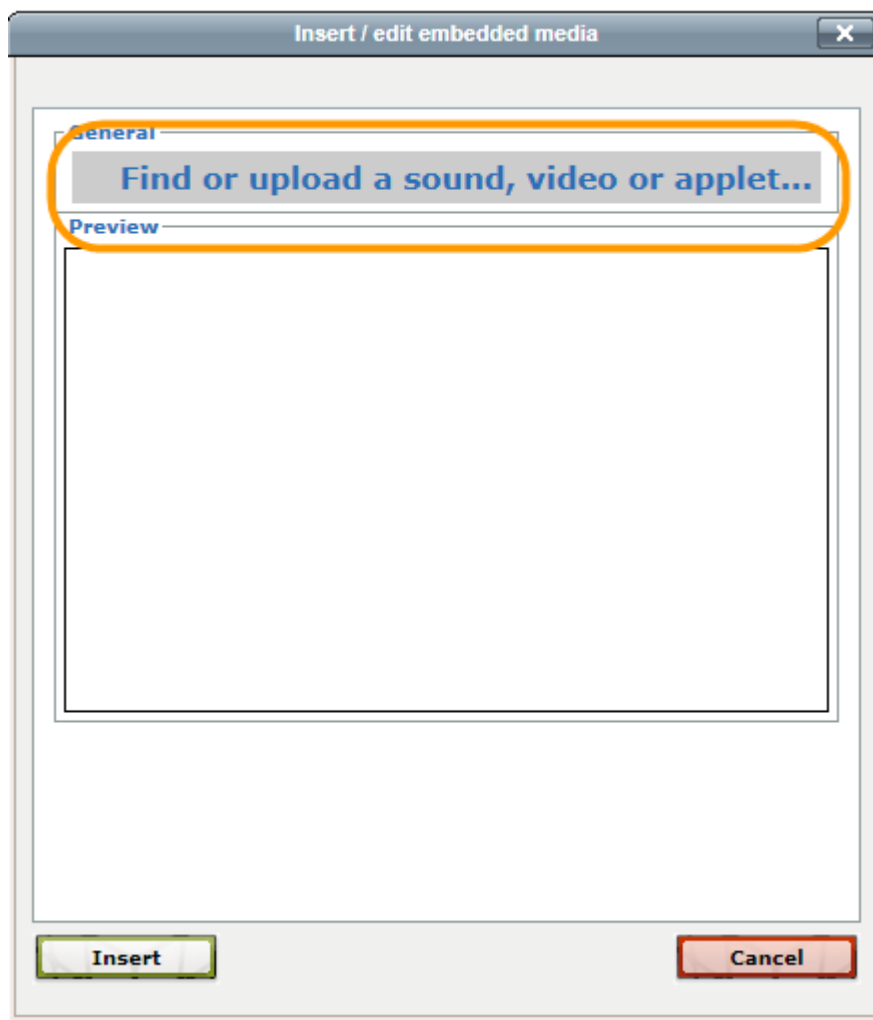 Insert / edit embedded media
General
Find or upload a sound, video or applet...
Preview
Insert
Cancel